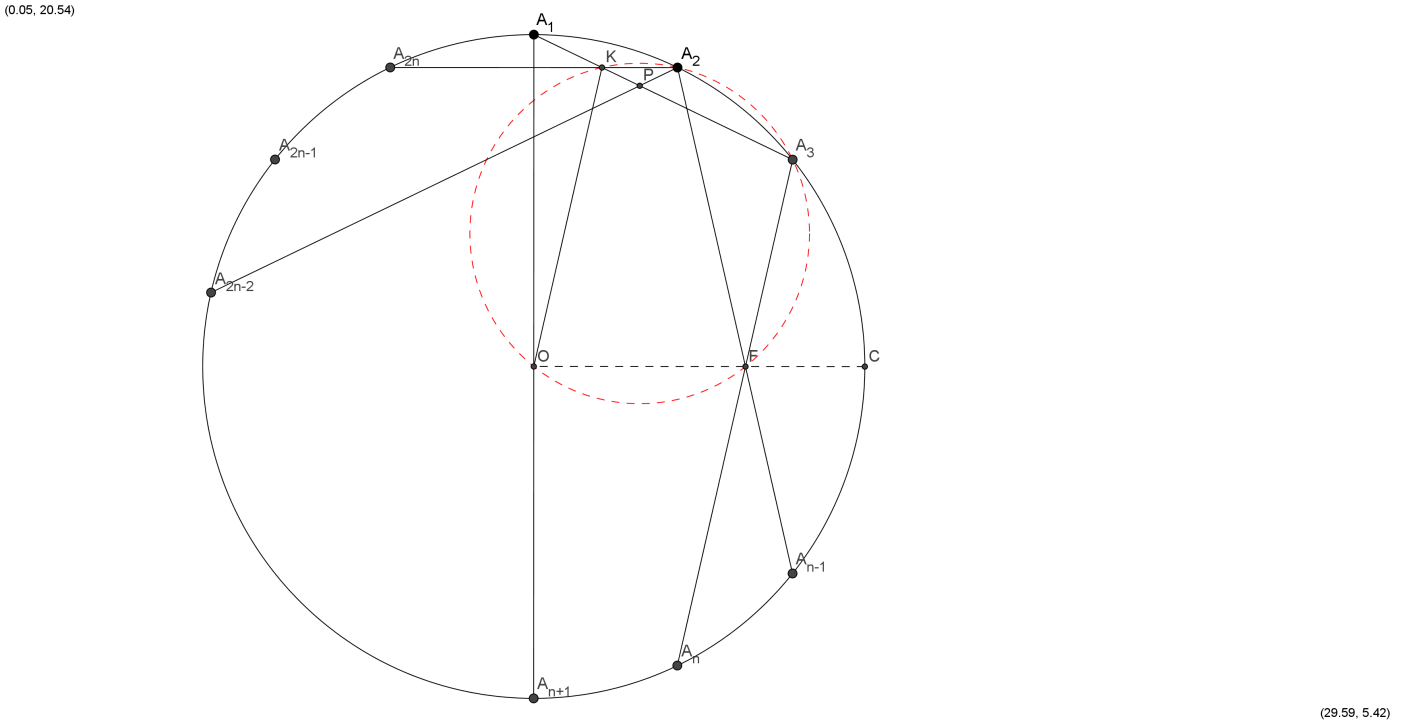 (0.05, 20.54)
A₁
A₂ₙ
K
A₂
P
A₂ₙ₋₁
A₃
A₂ₙ₋₂
O
F
C
Aₙ₋₁
Aₙ
Aₙ₊₁
(29.59, 5.42)